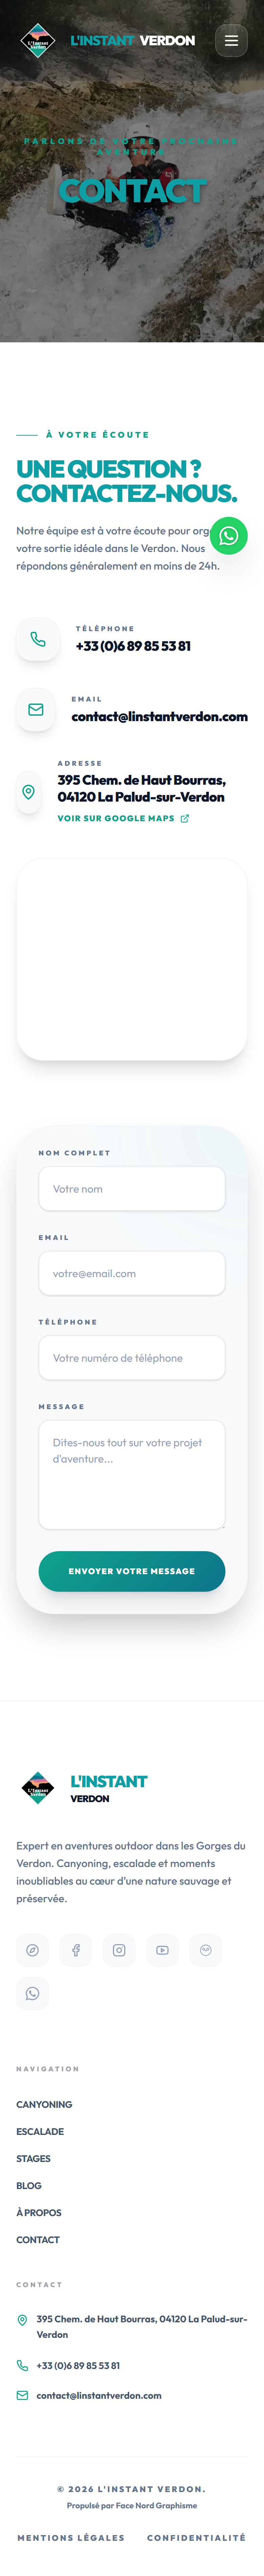 L'INSTANT VERDON
PARLONS DE VOTRE PROCHAINE
AVENTURE
CONTACT
À VOTRE ÉCOUTE
UNE QUESTION ?
CONTACTEZ-NOUS.
Notre équipe est à votre écoute pour
votre sortie idéale dans le Verdon. Nous
répondons généralement en moins de 24h.
TÉLÉPHONE
+33 (0)6 89 85 53 81
EMAIL
contact@linstantverdon.com
ADRESSE
395 Chem. de Haut Bourras,
04120 La Palud-sur-Verdon
VOIR SUR GOOGLE MAPS
NOM COMPLET
Votre nom
EMAIL
votre@email.com
TÉLÉPHONE
Votre numéro de téléphone
MESSAGE
Dites-nous tout sur votre projet
d'aventure...
ENVOYER VOTRE MESSAGE
L'INSTANT
VERDON
Expert en aventures outdoor dans les Gorges du
Verdon. Canyoning, escalade et moments
inoubliables au cœur d'une nature sauvage et
préservée.
NAVIGATION
CANYONING
ESCALADE
STAGES
BLOG
À PROPOS
CONTACT
CONTACT
395 Chem. de Haut Bourras, 04120 La Palud-sur-
Verdon
+33 (0)6 89 85 53 81
contact@linstantverdon.com
© 2026 L'INSTANT VERDON.
Propulsé par Face Nord Graphisme
MENTIONS LÉGALES CONFIDENTIALITÉ